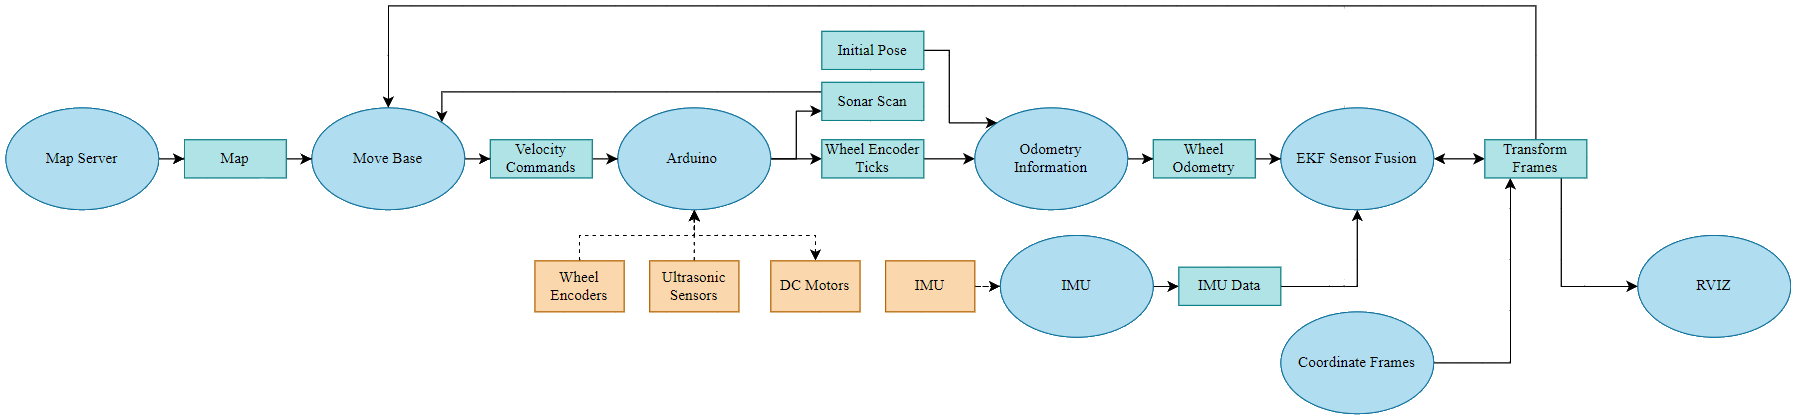 Initial Pose
Sonar Scan
Map Server
Map
Move Base
Velocity
Commands
Arduino
Wheel Encoder
Ticks
Odometry
Information
Wheel
Odometry
EKF Sensor Fusion
Transform
Frames
Wheel
Encoders
Ultrasonic
Sensors
DC Motors
IMU
IMU
IMU Data
RVIZ
Coordinate Frames